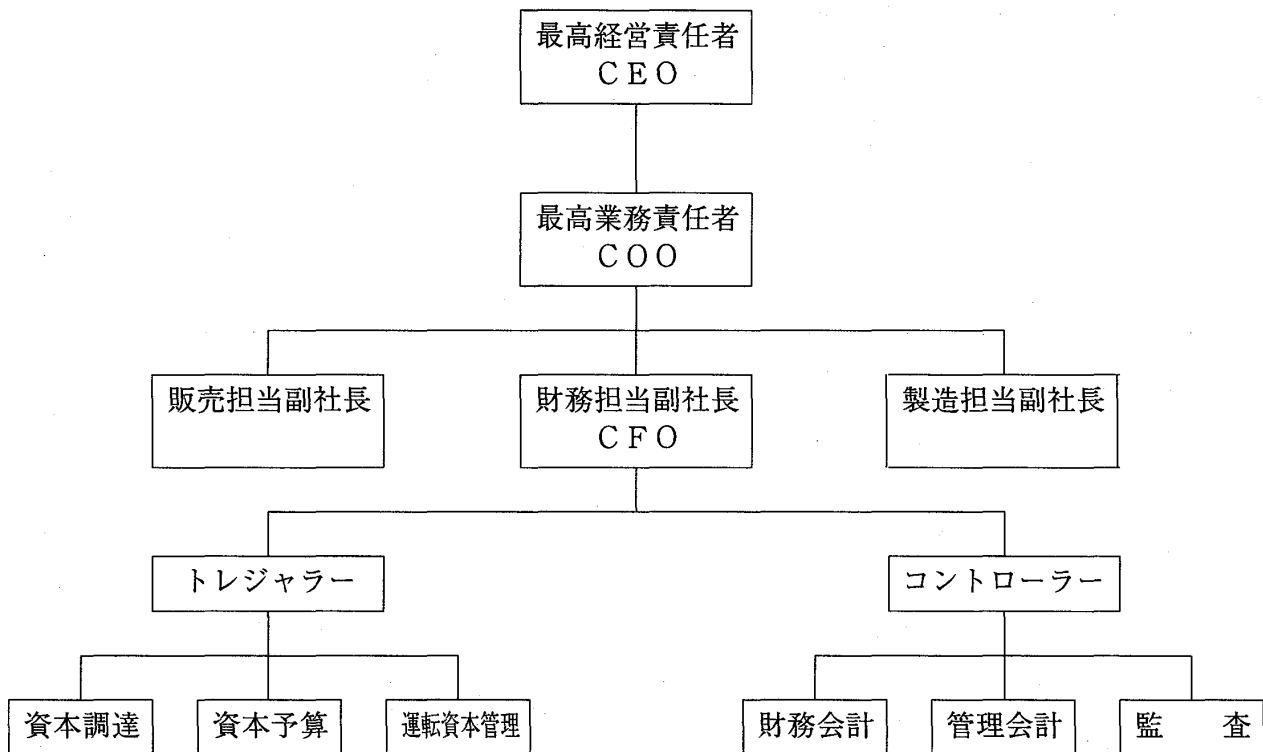 最高経営責任者
CEO
最高業務責任者
COO
販売担当副社長
財務担当副社長
CFO
製造担当副社長
トレジャラー
コントローラー
資本調達
資本予算
運転資本管理
財務会計
管理会計
監　査